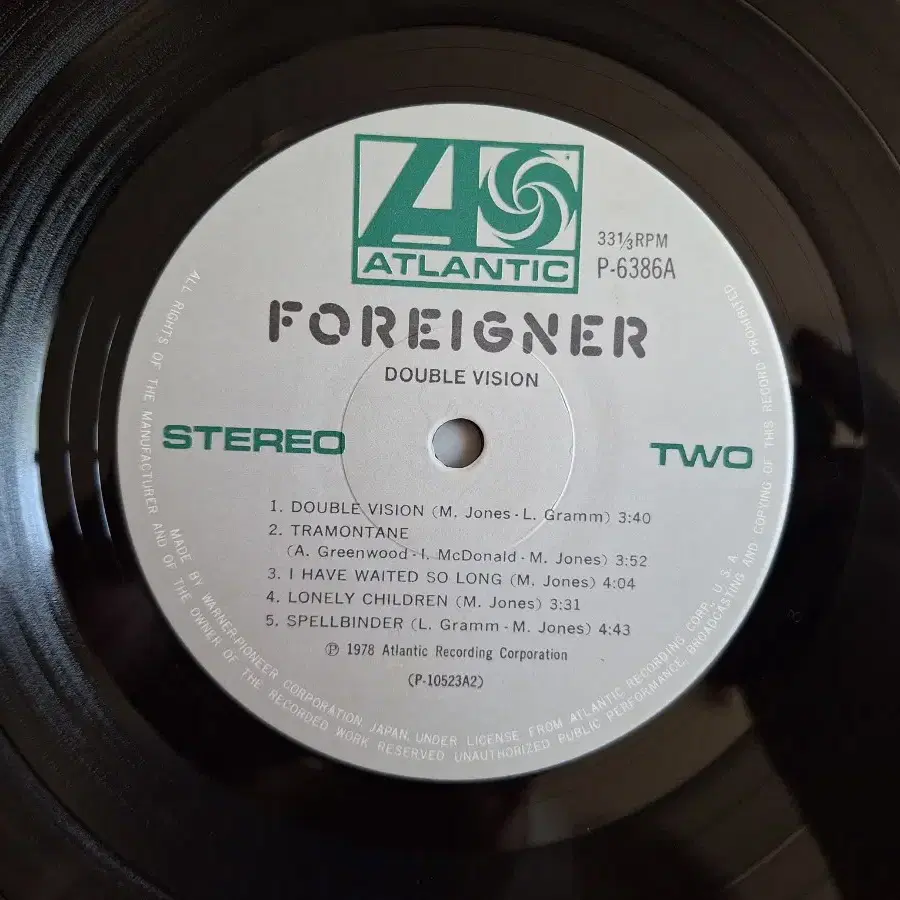 ATLANTIC
33⅓RPM
P-6386A
FOREIGNER
DOUBLE VISION
STEREO
TWO
1. DOUBLE VISION (M. Jones - L. Gramm) 3:40
2. TRAMONTANE
(A. Greenwood - I. McDonald - M. Jones) 3:52
3. I HAVE WAITED SO LONG (M. Jones) 4:04
4. LONELY CHILDREN (M. Jones) 3:31
5. SPELLBINDER (L. Gramm - M. Jones) 4:43
Ⓟ 1978 Atlantic Recording Corporation
(P-10523A2)
MADE BY WARNER-PIONEER CORPORATION JAPAN, UNDER LICENSE FROM ATLANTIC RECORDING CORP., U.S.A.
ALL RIGHTS OF THE MANUFACTURER AND OF THE OWNER OF THE RECORDED WORK RESERVED UNAUTHORIZED PUBLIC PERFORMANCE, BROADCASTING AND COPYING OF THIS RECORD PROHIBITED